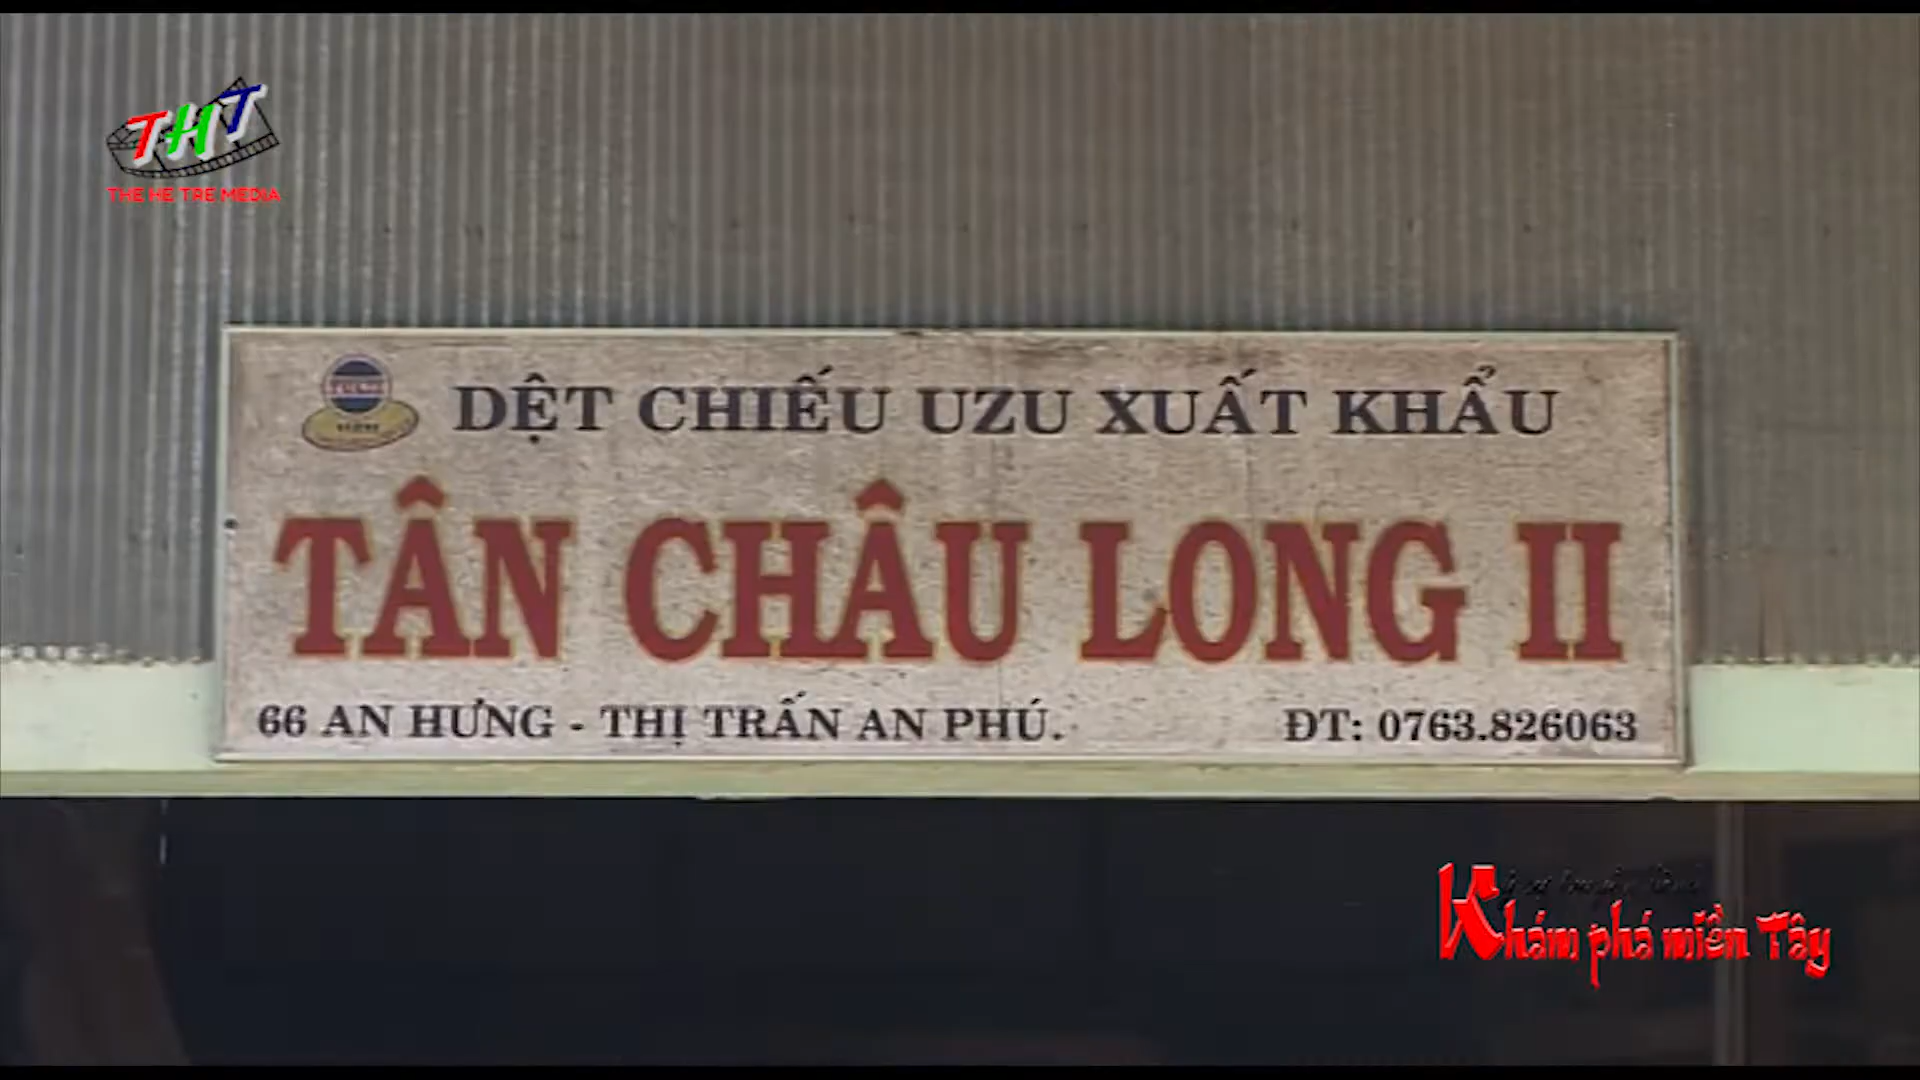 THT
THE HE TRE MEDIA
DỆT CHIẾU UZU XUẤT KHẨU
TÂN CHÂU LONG II
66 AN HƯNG - THỊ TRẤN AN PHÚ.
ĐT: 0763.826063
Khám phá miền Tây